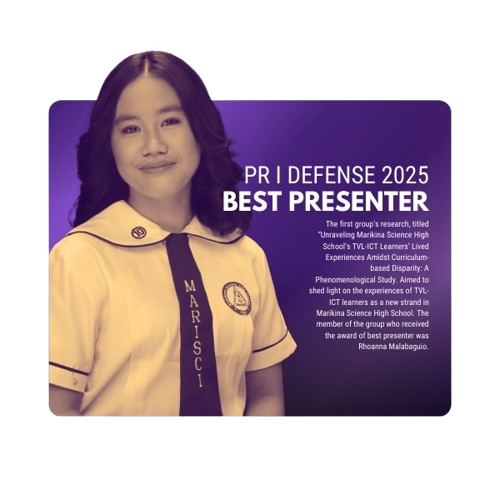 PR I DEFENSE 2025
BEST PRESENTER
The first group's research, titled
"Unraveling Marikina Science High
School's TVL-ICT Learners' Lived
Experiences Amidst Curriculum-
based Disparity: A
Phenomenological Study. Aimed to
shed light on the experiences of TVL-
ICT learners as a new strand in
Marikina Science High School. The
member of the group who received
the award of best presenter was
Rhoanna Malabaguio.
MARISCI